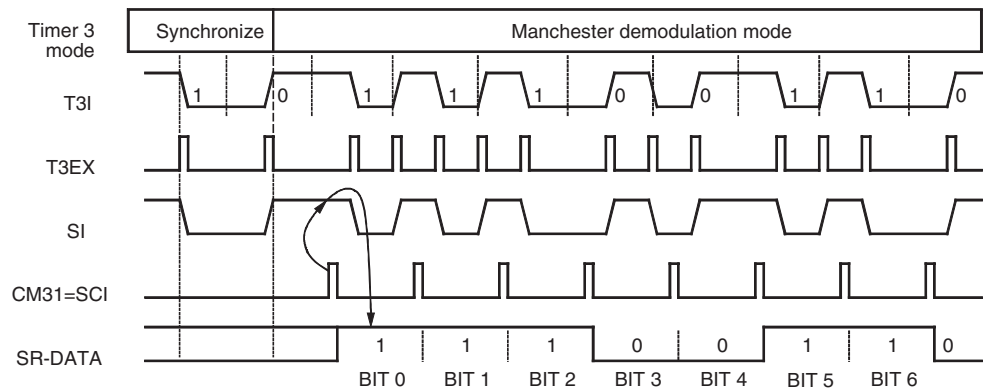 Timer 3 mode Synchronize Manchester demodulation mode
T3I 1 0 1 1 1 0 0 1 1 0
T3EX
SI
CM31=SCI
SR-DATA 1 1 1 0 0 1 1 0
BIT 0 BIT 1 BIT 2 BIT 3 BIT 4 BIT 5 BIT 6